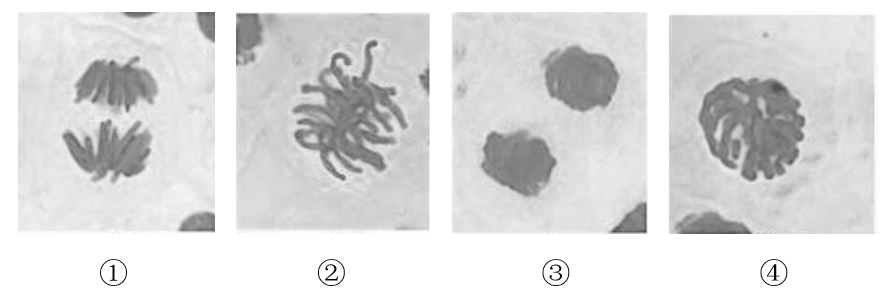 ① ② ③ ④